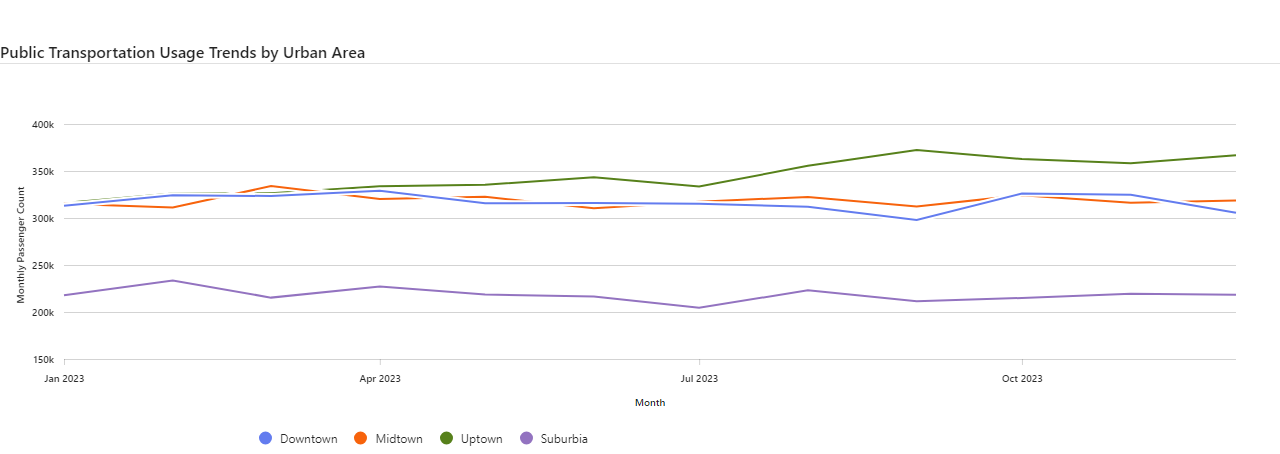 Public Transportation Usage Trends by Urban Area
Monthly Passenger Count
400k
350k
300k
250k
200k
150k
Jan 2023 Apr 2023 Jul 2023 Oct 2023
Month
Downtown Midtown Uptown Suburbia